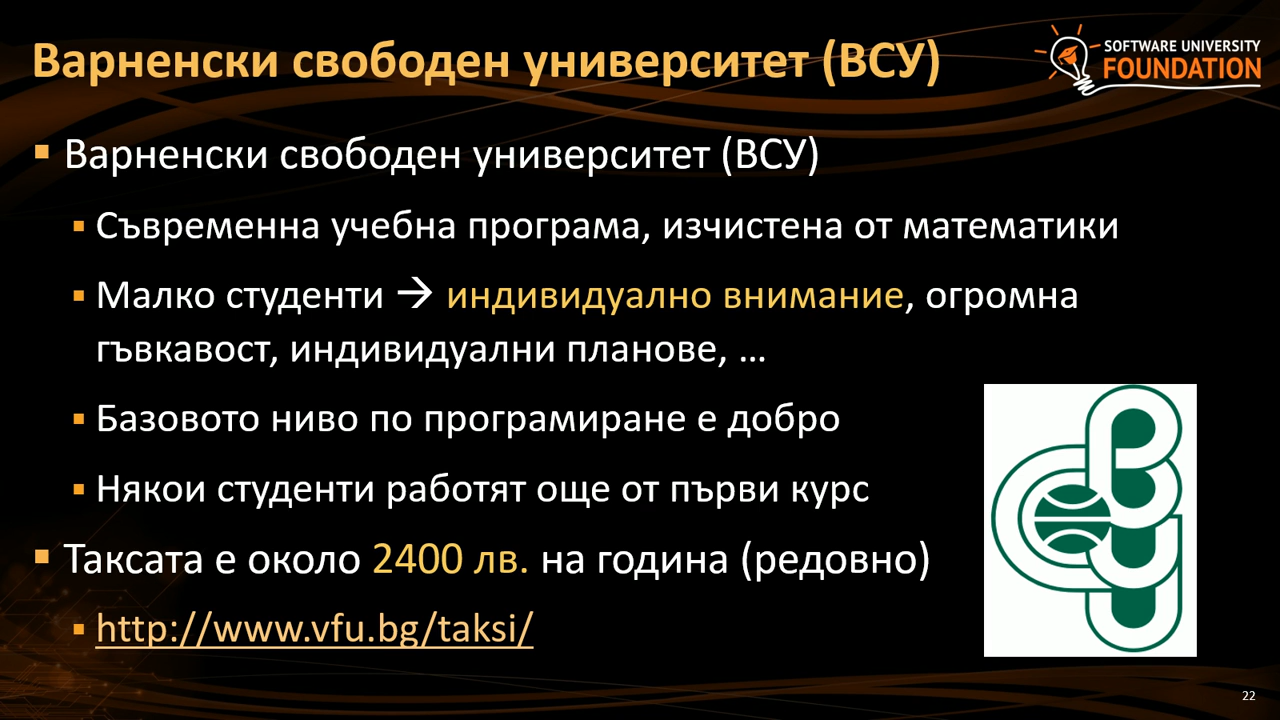 Варненски свободен университет (ВСУ)
SOFTWARE UNIVERSITY
FOUNDATION
▪ Варненски свободен университет (ВСУ)
▪ Съвременна учебна програма, изчистена от математики
▪ Малко студенти → индивидуално внимание, огромна
гъвкавост, индивидуални планове, …
▪ Базовото ниво по програмиране е добро
▪ Някои студенти работят още от първи курс
▪ Таксата е около 2400 лв. на година (редовно)
▪ http://www.vfu.bg/taksi/
ВСУ
22